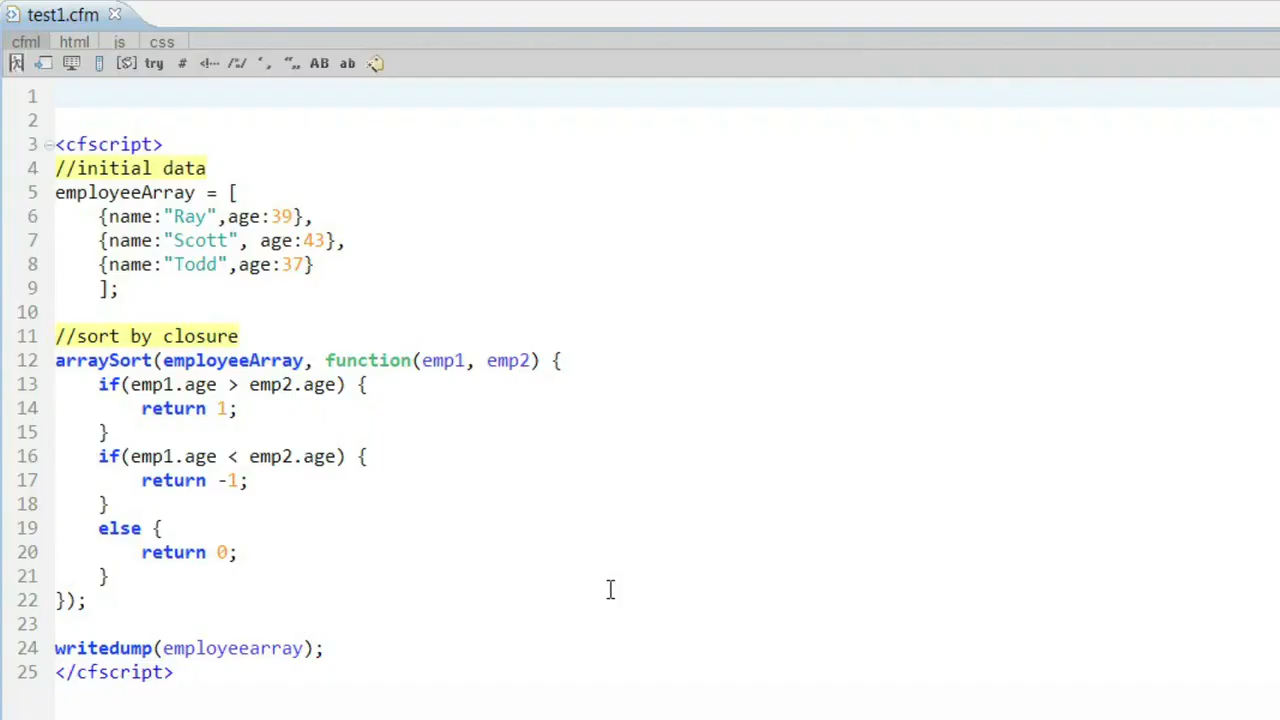 test1.cfm
cfml html js css
try # <!-- /*/ ‘, “„ AB ab
1
2
3 <cfscript>
4 //initial data
5 employeeArray = [
6 {name:"Ray",age:39},
7 {name:"Scott", age:43},
8 {name:"Todd",age:37}
9 ];
10
11 //sort by closure
12 arraySort(employeeArray, function(emp1, emp2) {
13 if(emp1.age > emp2.age) {
14 return 1;
15 }
16 if(emp1.age < emp2.age) {
17 return -1;
18 }
19 else {
20 return 0;
21 }
22 });
23
24 writedump(employeearray);
25 </cfscript>